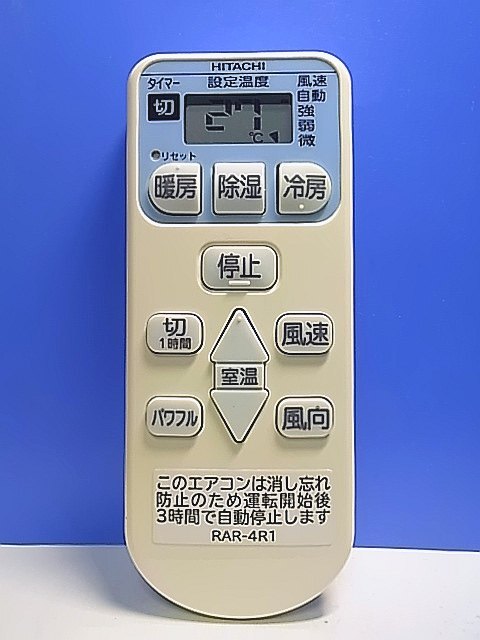 HITACHI
タイマー 設定温度 風速
切 27 自動
強
弱
℃ ◀ 微
リセット
暖房 除湿 冷房
停止
切 風速
1時間
室温
パワフル 風向
このエアコンは消し忘れ
防止のため運転開始後
3時間で自動停止します
RAR-4R1